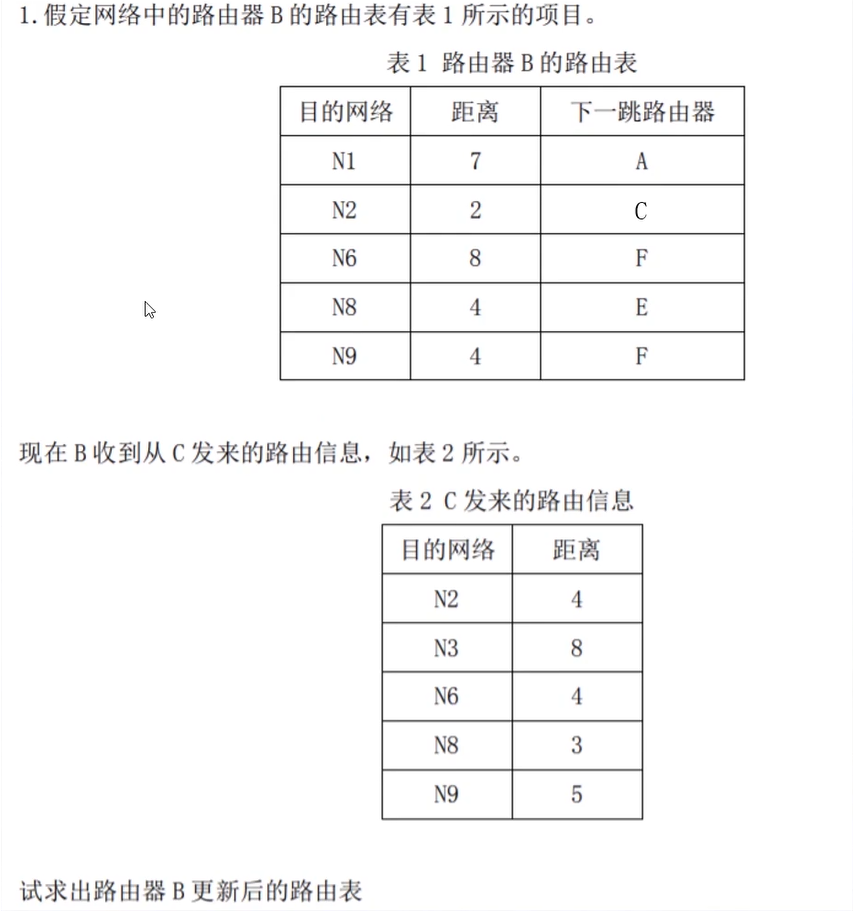 1.假定网络中的路由器 B 的路由表有表 1 所示的项目。
表 1 路由器 B 的路由表
目的网络 距离 下一跳路由器
N1 7 A
N2 2 C
N6 8 F
N8 4 E
N9 4 F
现在 B 收到从 C 发来的路由信息，如表 2 所示。
表 2 C 发来的路由信息
目的网络 距离
N2 4
N3 8
N6 4
N8 3
N9 5
试求出路由器 B 更新后的路由表